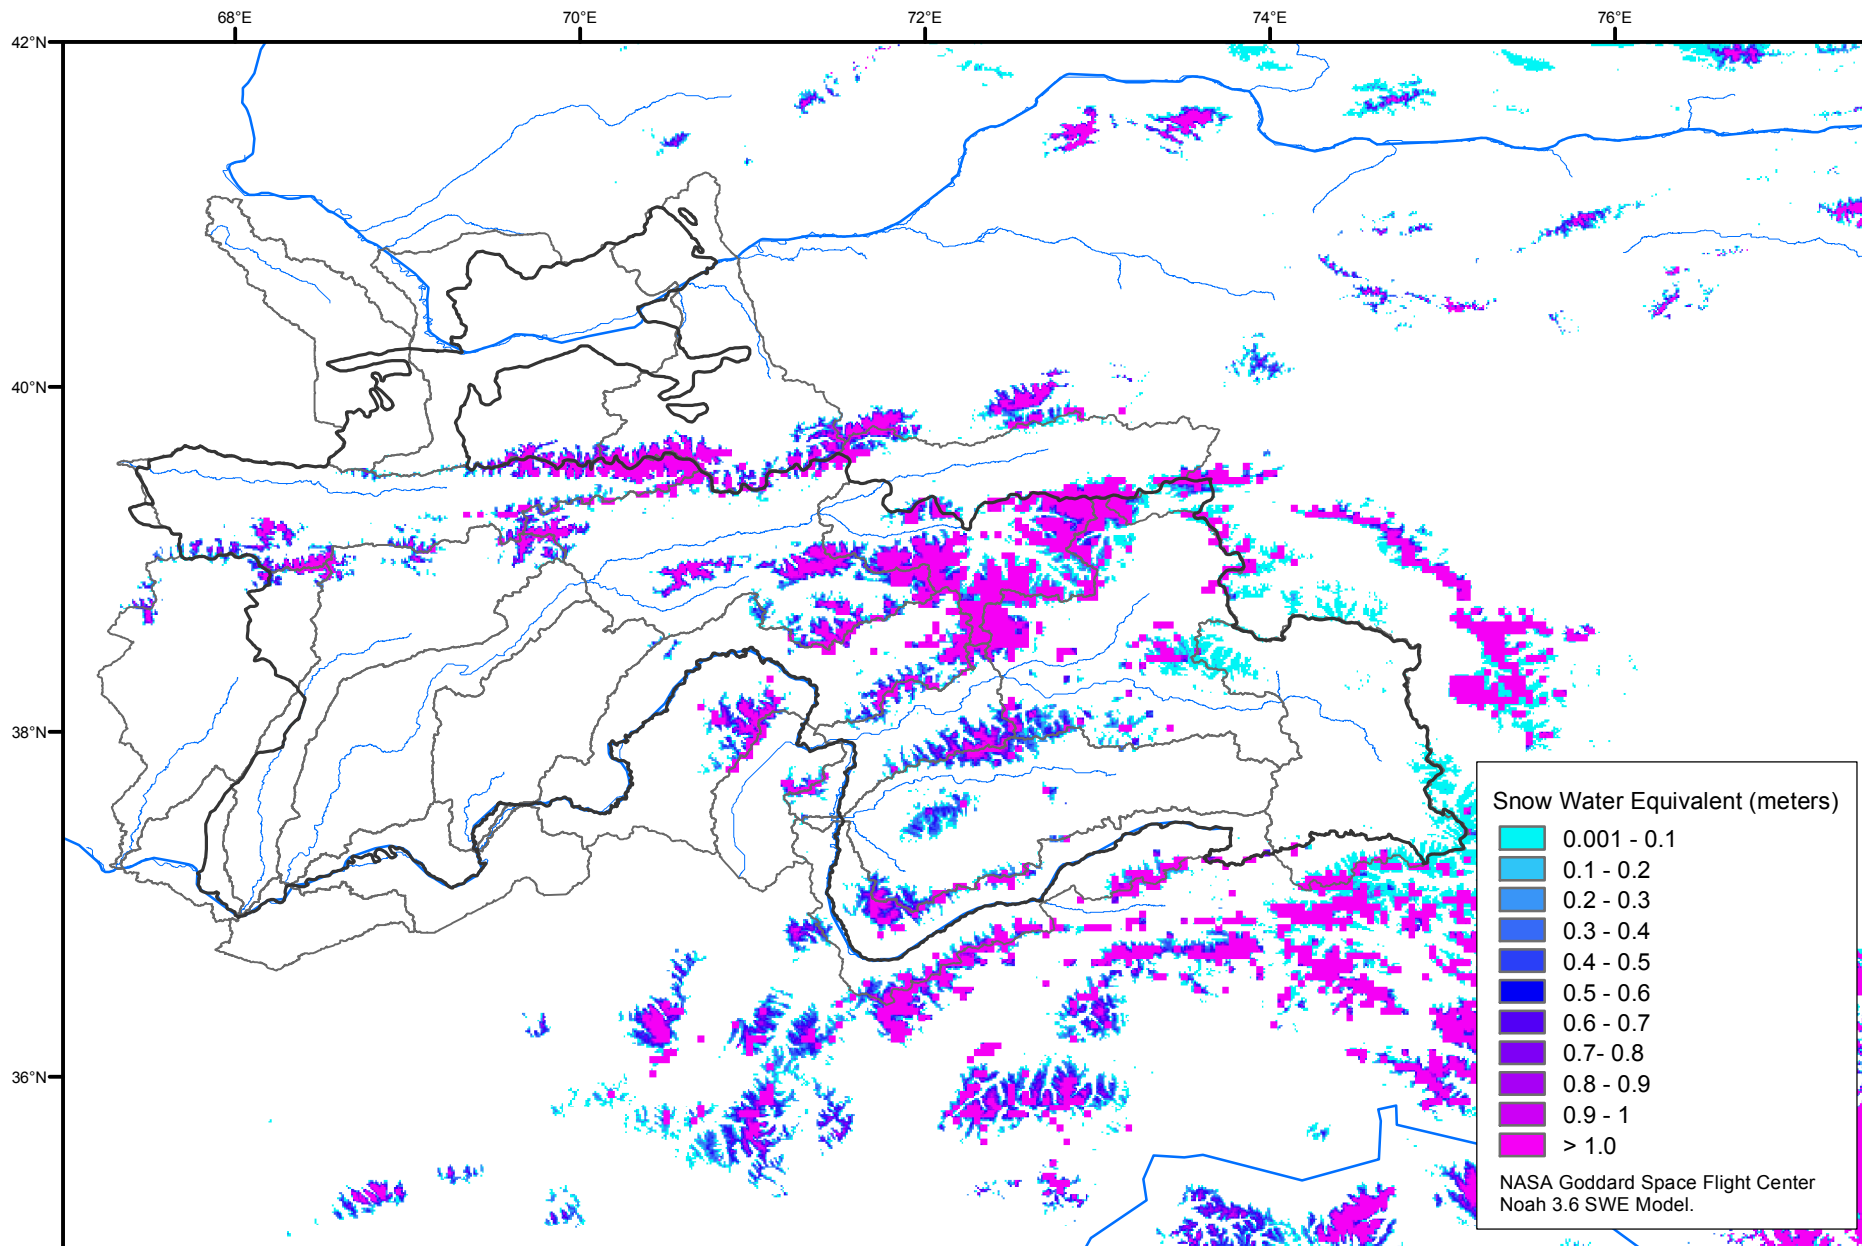 68°E 70°E 72°E 74°E 76°E
42°N
40°N
38°N
36°N
Snow Water Equivalent (meters)
0.001 - 0.1
0.1 - 0.2
0.2 - 0.3
0.3 - 0.4
0.4 - 0.5
0.5 - 0.6
0.6 - 0.7
0.7- 0.8
0.8 - 0.9
0.9 - 1
> 1.0
NASA Goddard Space Flight Center
Noah 3.6 SWE Model.